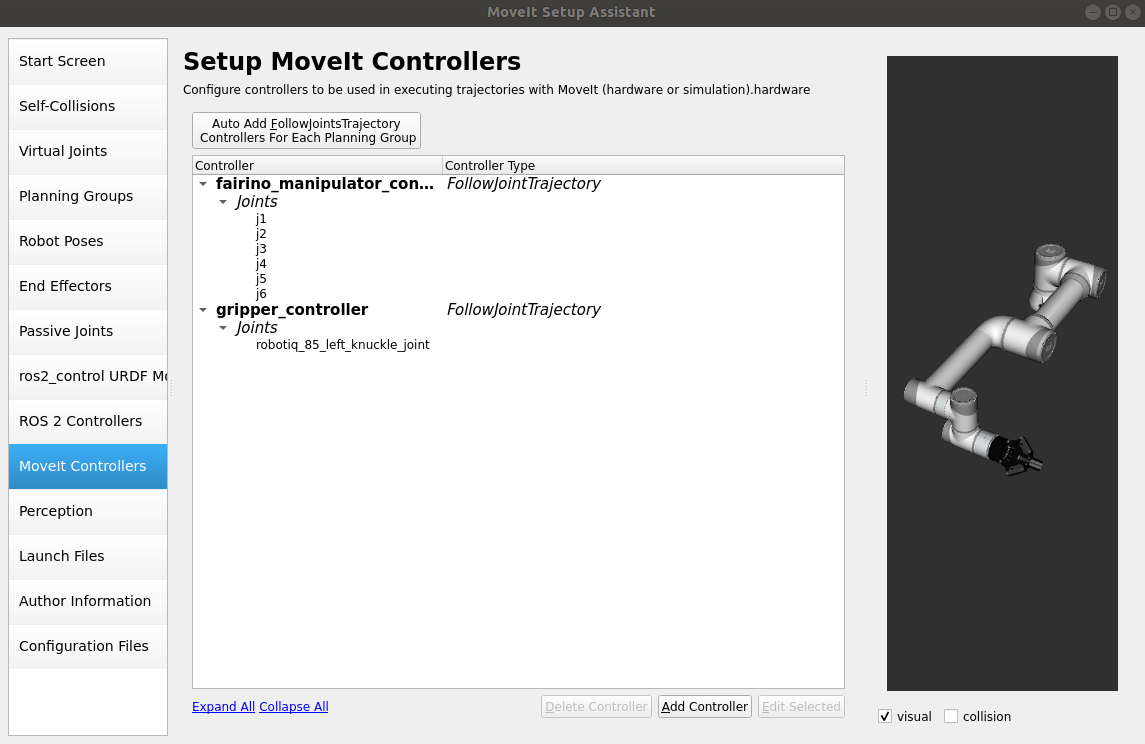 MoveIt Setup Assistant
Start Screen
Self-Collisions
Virtual Joints
Planning Groups
Robot Poses
End Effectors
Passive Joints
ros2_control URDF Mo
ROS 2 Controllers
MoveIt Controllers
Perception
Launch Files
Author Information
Configuration Files
Setup MoveIt Controllers
Configure controllers to be used in executing trajectories with MoveIt (hardware or simulation).hardware
Auto Add FollowJointsTrajectory
Controllers For Each Planning Group
Controller Controller Type
fairino_manipulator_con... FollowJointTrajectory
Joints
j1
j2
j3
j4
j5
j6
gripper_controller FollowJointTrajectory
Joints
robotiq_85_left_knuckle_joint
Expand All Collapse All Delete Controller Add Controller Edit Selected
visual collision